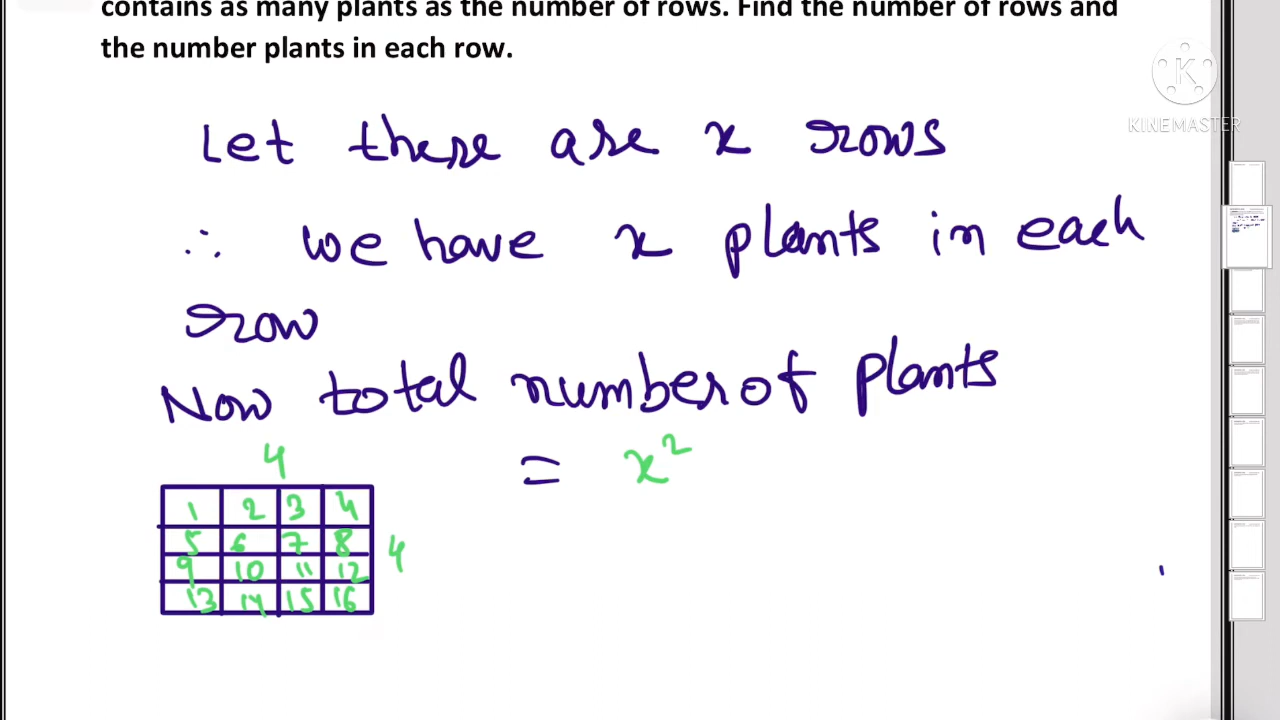 contains as many plants as the number of rows. Find the number of rows and
the number plants in each row.
K
KINEMASTER
Let there are x rows
∴ we have x plants in each
row
Now total number of plants
= x²
4
1 2 3 4
5 6 7 8
4
9 10 11 12
13 14 15 16